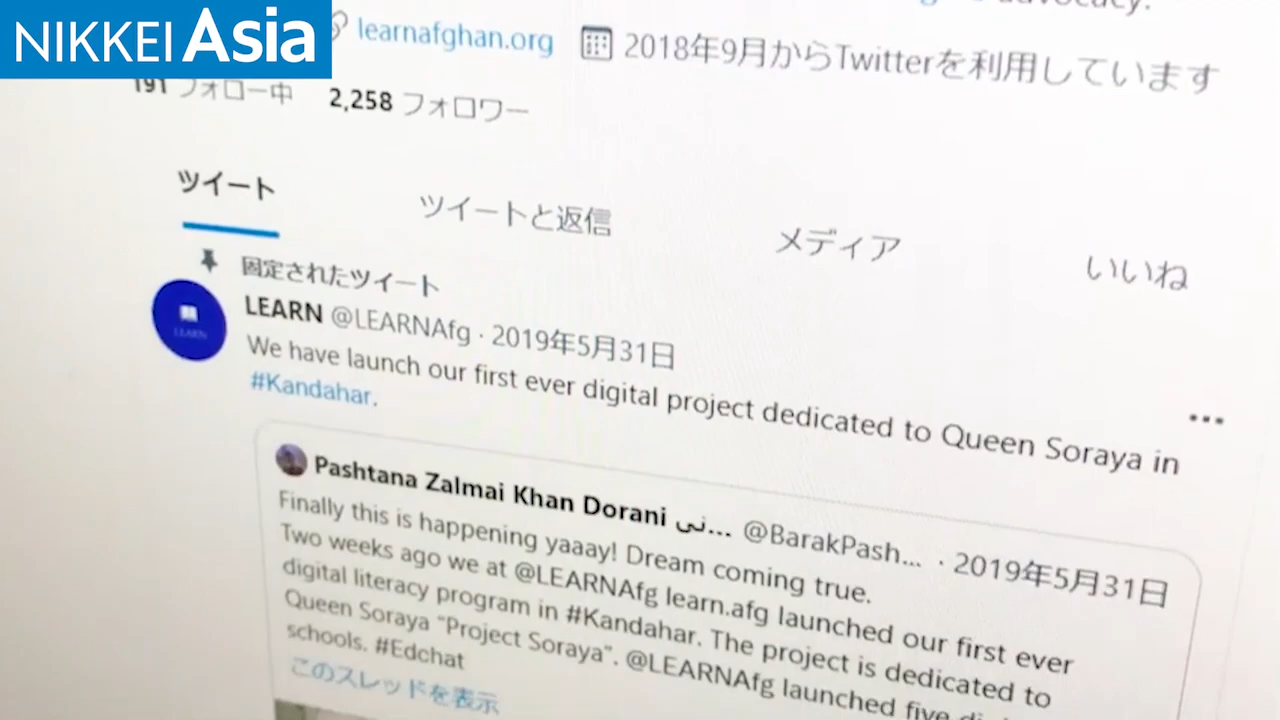 NIKKEI Asia
advocacy.
learnafghan.org 2018年9月からTwitterを利用しています
191 フォロー中 2,258 フォロワー
ツイート ツイートと返信 メディア いいね
固定されたツイート
LEARN @LEARNAfg · 2019年5月31日
We have launch our first ever digital project dedicated to Queen Soraya in
#Kandahar.
LEARN
Pashtana Zalmai Khan Dorani نی... @BarakPash... · 2019年5月31日
Finally this is happening yaaay! Dream coming true.
Two weeks ago we at @LEARNAfg learn.afg launched our first ever
digital literacy program in #Kandahar. The project is dedicated to
Queen Soraya "Project Soraya". @LEARNAfg launched five
schools. #Edchat
このスレッドを表示